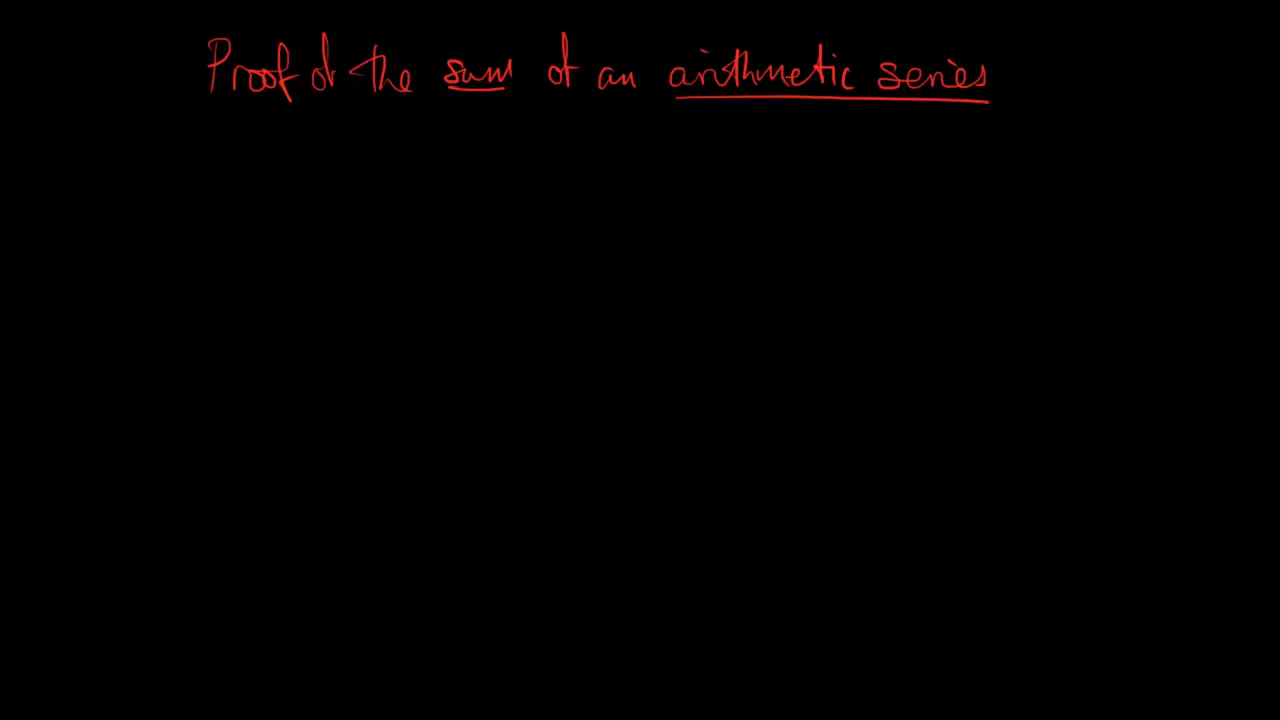 Proof of the sum of an arithmetic series